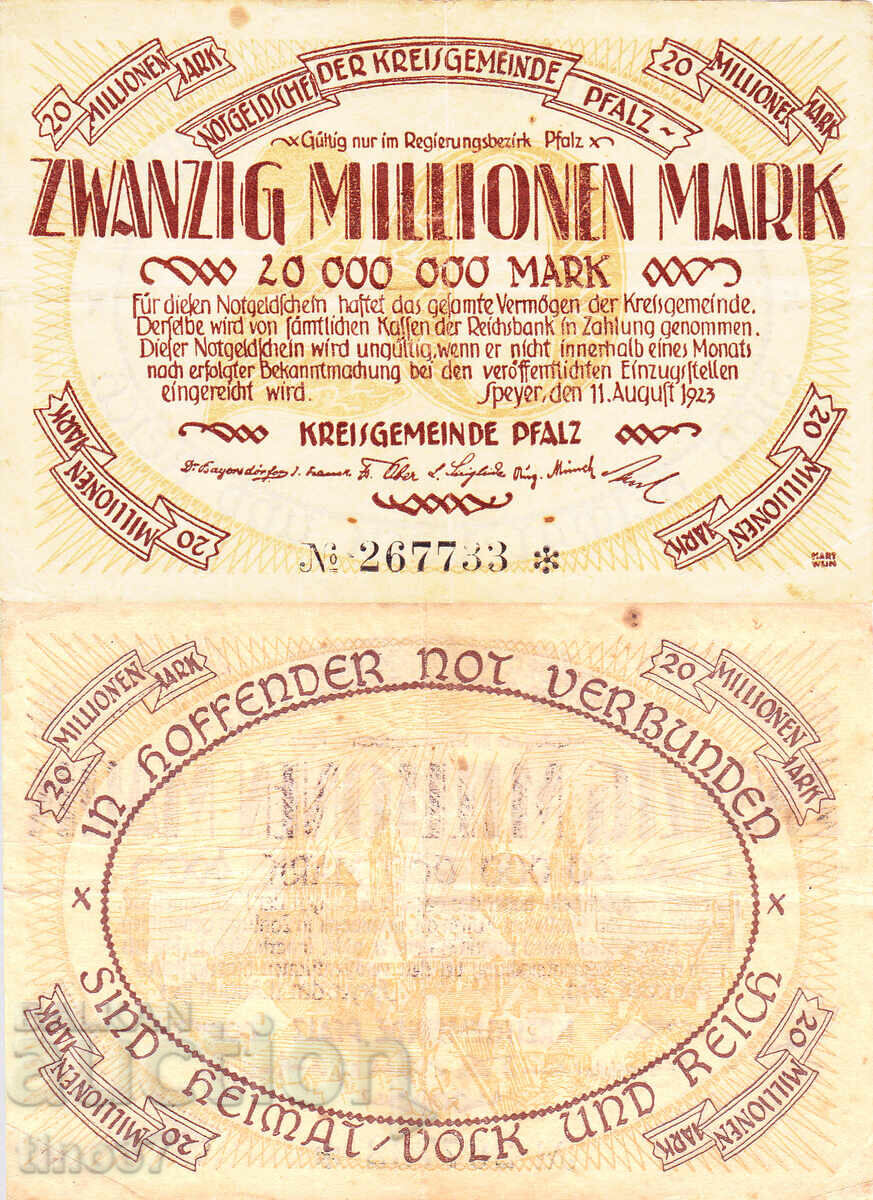 20 MILLIONEN MARK
NOTGELDSCHEIN DER KREISGEMEINDE PFALZ ~
20 MILLIONEN MARK
Gültig nur im Regierungsbezirk Pfalz
ZWANZIG MILLIONEN MARK
20 000 000 MARK
Für diesen Notgeldschein haftet das gesamte Vermögen der Kreisgemeinde.
Derselbe wird von sämtlichen Kassen der Reichsbank in Zahlung genommen.
Dieser Notgeldschein wird ungültig, wenn er nicht innerhalb eines Monats
nach erfolgter Bekanntmachung bei den veröffentlichten Einzugsstellen
eingereicht wird. Speyer, den 11. August 1923
KREISGEMEINDE PFALZ
20 MILLIONEN MARK
20 MILLIONEN MARK
Dr. Bayersdörfer
№ 267733 *
20 MILLIONEN MARK
20 MILLIONEN MARK
IN HOFFENDER NOT VERBUNDEN
SIND HEIMAT / VOLK UND REICH
20 MILLIONEN MARK
20 MILLIONEN MARK
auction
tino67